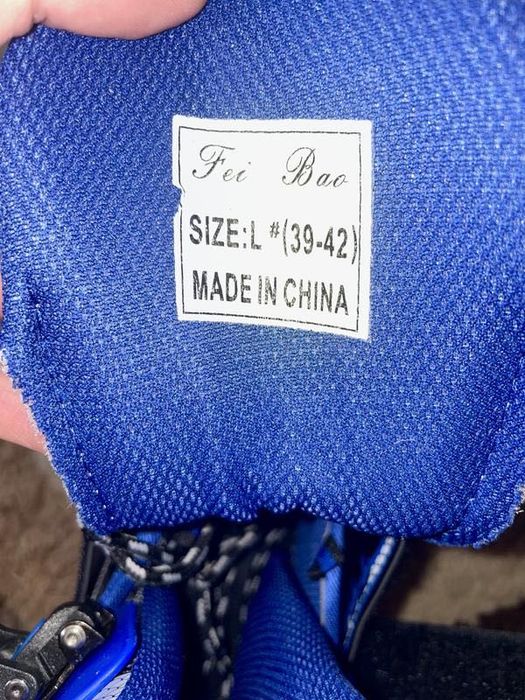 Fei Bao
SIZE:L #(39-42)
MADE IN CHINA